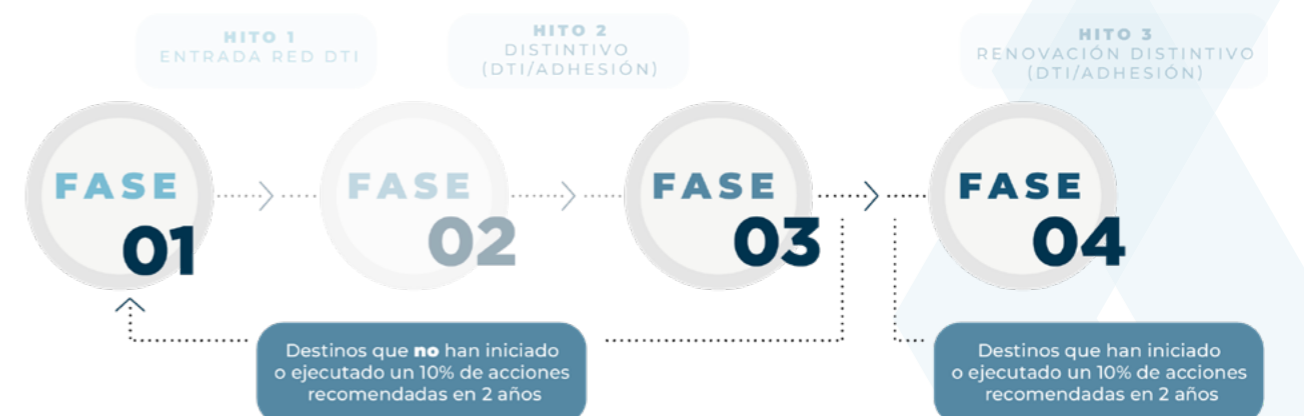 HITO 1
ENTRADA RED DTI
HITO 2
DISTINTIVO
(DTI/ADHESIÓN)
HITO 3
RENOVACIÓN DISTINTIVO
(DTI/ADHESIÓN)
FASE
01
FASE
02
FASE
03
FASE
04
Destinos que no han iniciado
o ejecutado un 10% de acciones
recomendadas en 2 años
Destinos que han iniciado
o ejecutado un 10% de acciones
recomendadas en 2 años